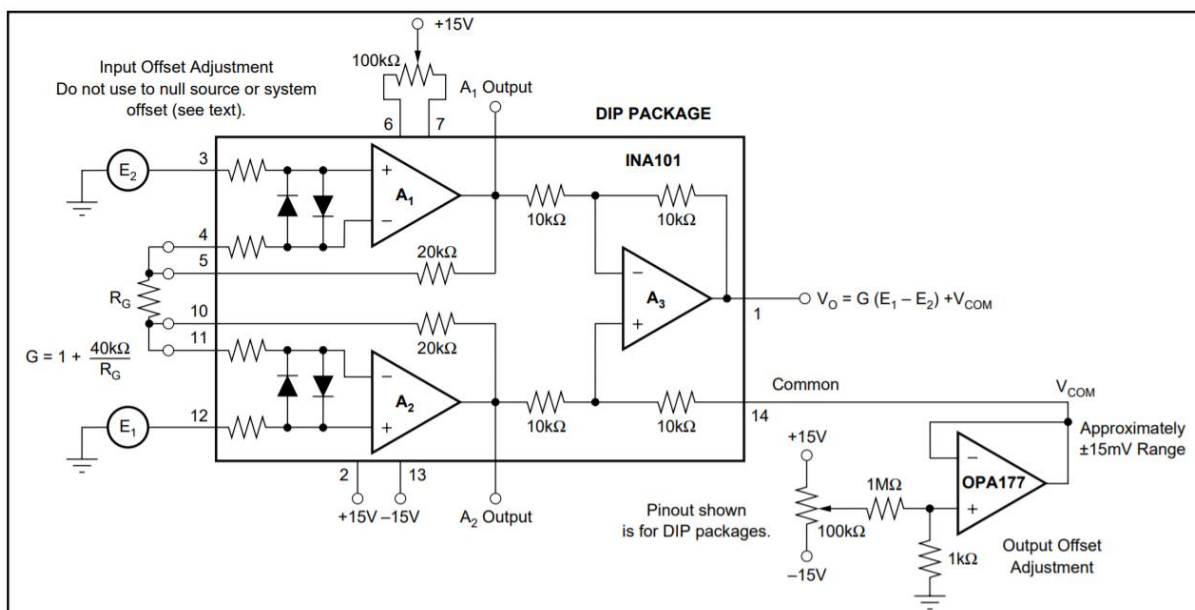 +15V
100kΩ
Input Offset Adjustment
Do not use to null source or system
offset (see text).
A1 Output
6
7
DIP PACKAGE
INA101
3
E2
+
A1
–
10kΩ
10kΩ
4
5
20kΩ
RG
–
A3
+
VO = G (E1 – E2) +VCOM
1
10
20kΩ
11
G = 1 + 40kΩ
RG
–
A2
+
12
E1
10kΩ
10kΩ
Common
14
VCOM
Approximately
±15mV Range
2
13
+15V –15V
A2 Output
Pinout shown
is for DIP packages.
+15V
100kΩ
–15V
1MΩ
–
OPA177
+
1kΩ
Output Offset
Adjustment